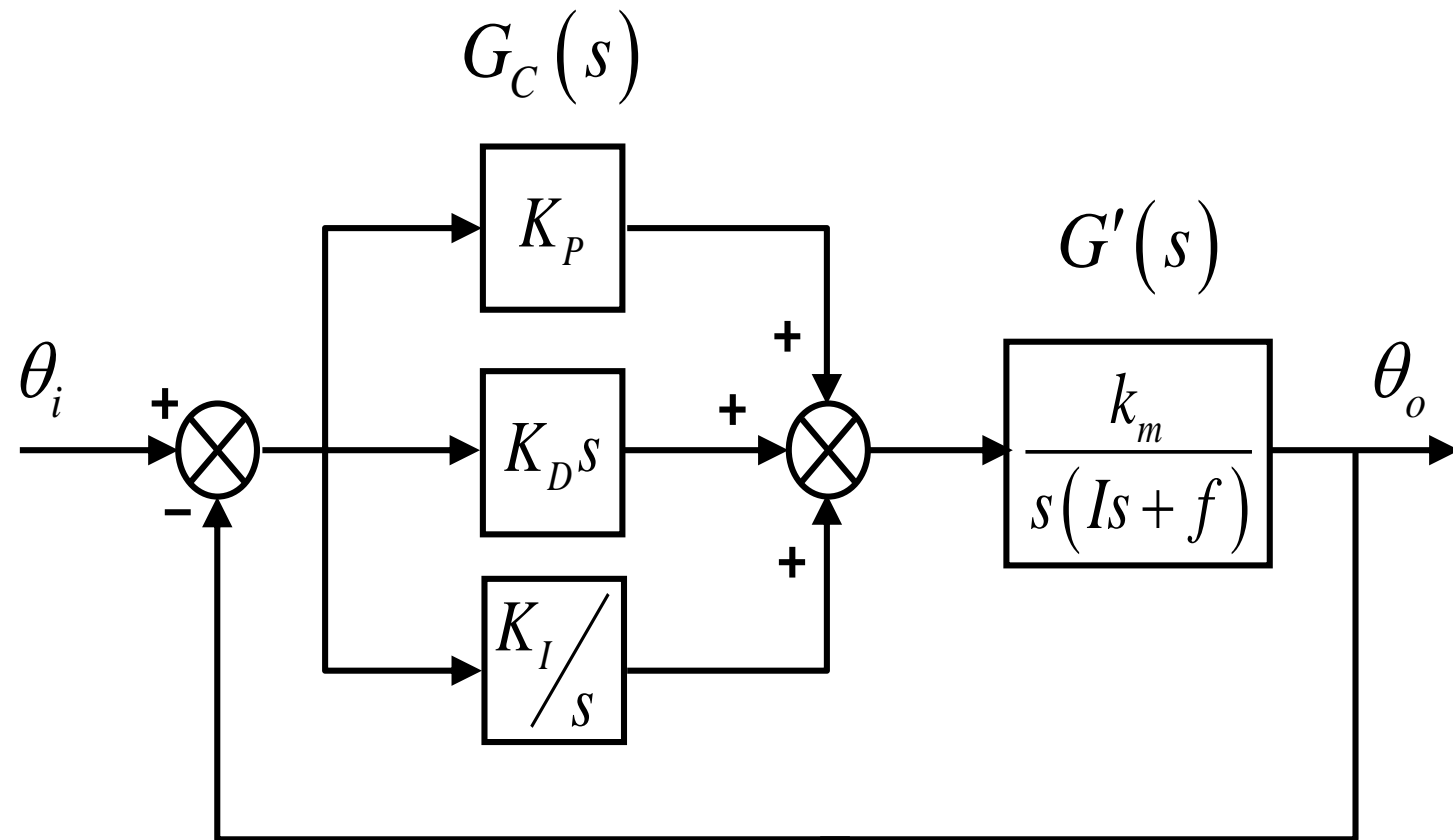 G_C(s)
K_P
G′(s)
+
θ_i
+
+
k_m
s(Is + f)
θ_o
K_D s
−
+
K_I/s